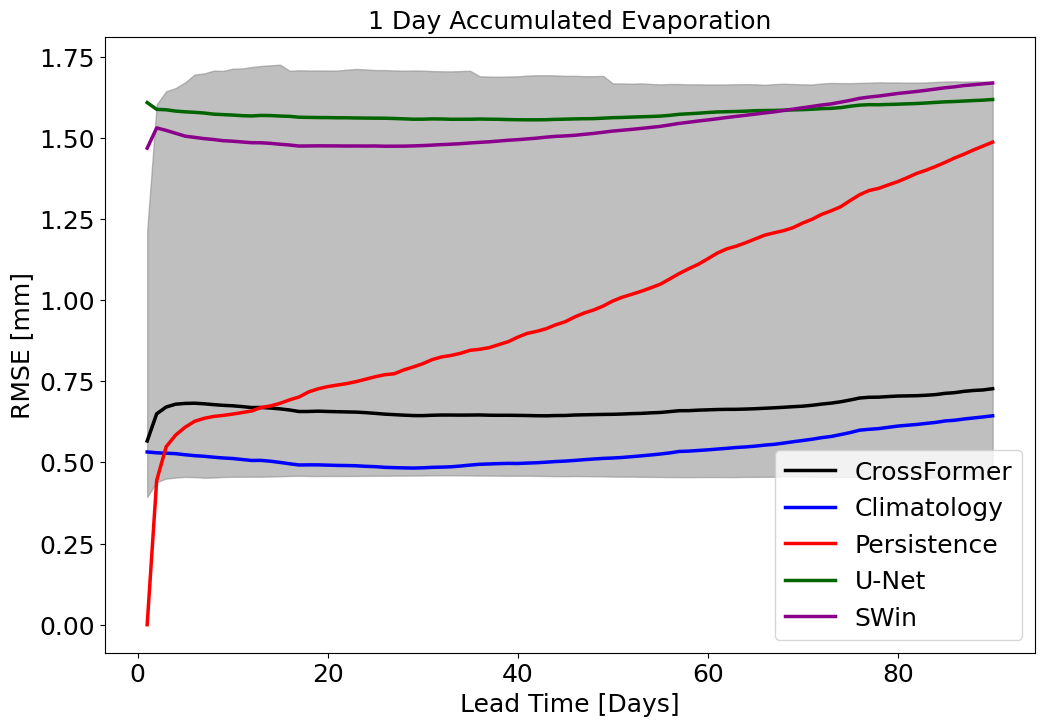 1 Day Accumulated Evaporation
RMSE [mm]
1.75
1.50
1.25
1.00
0.75
0.50
0.25
0.00
0 20 40 60 80
Lead Time [Days]
CrossFormer
Climatology
Persistence
U-Net
SWin